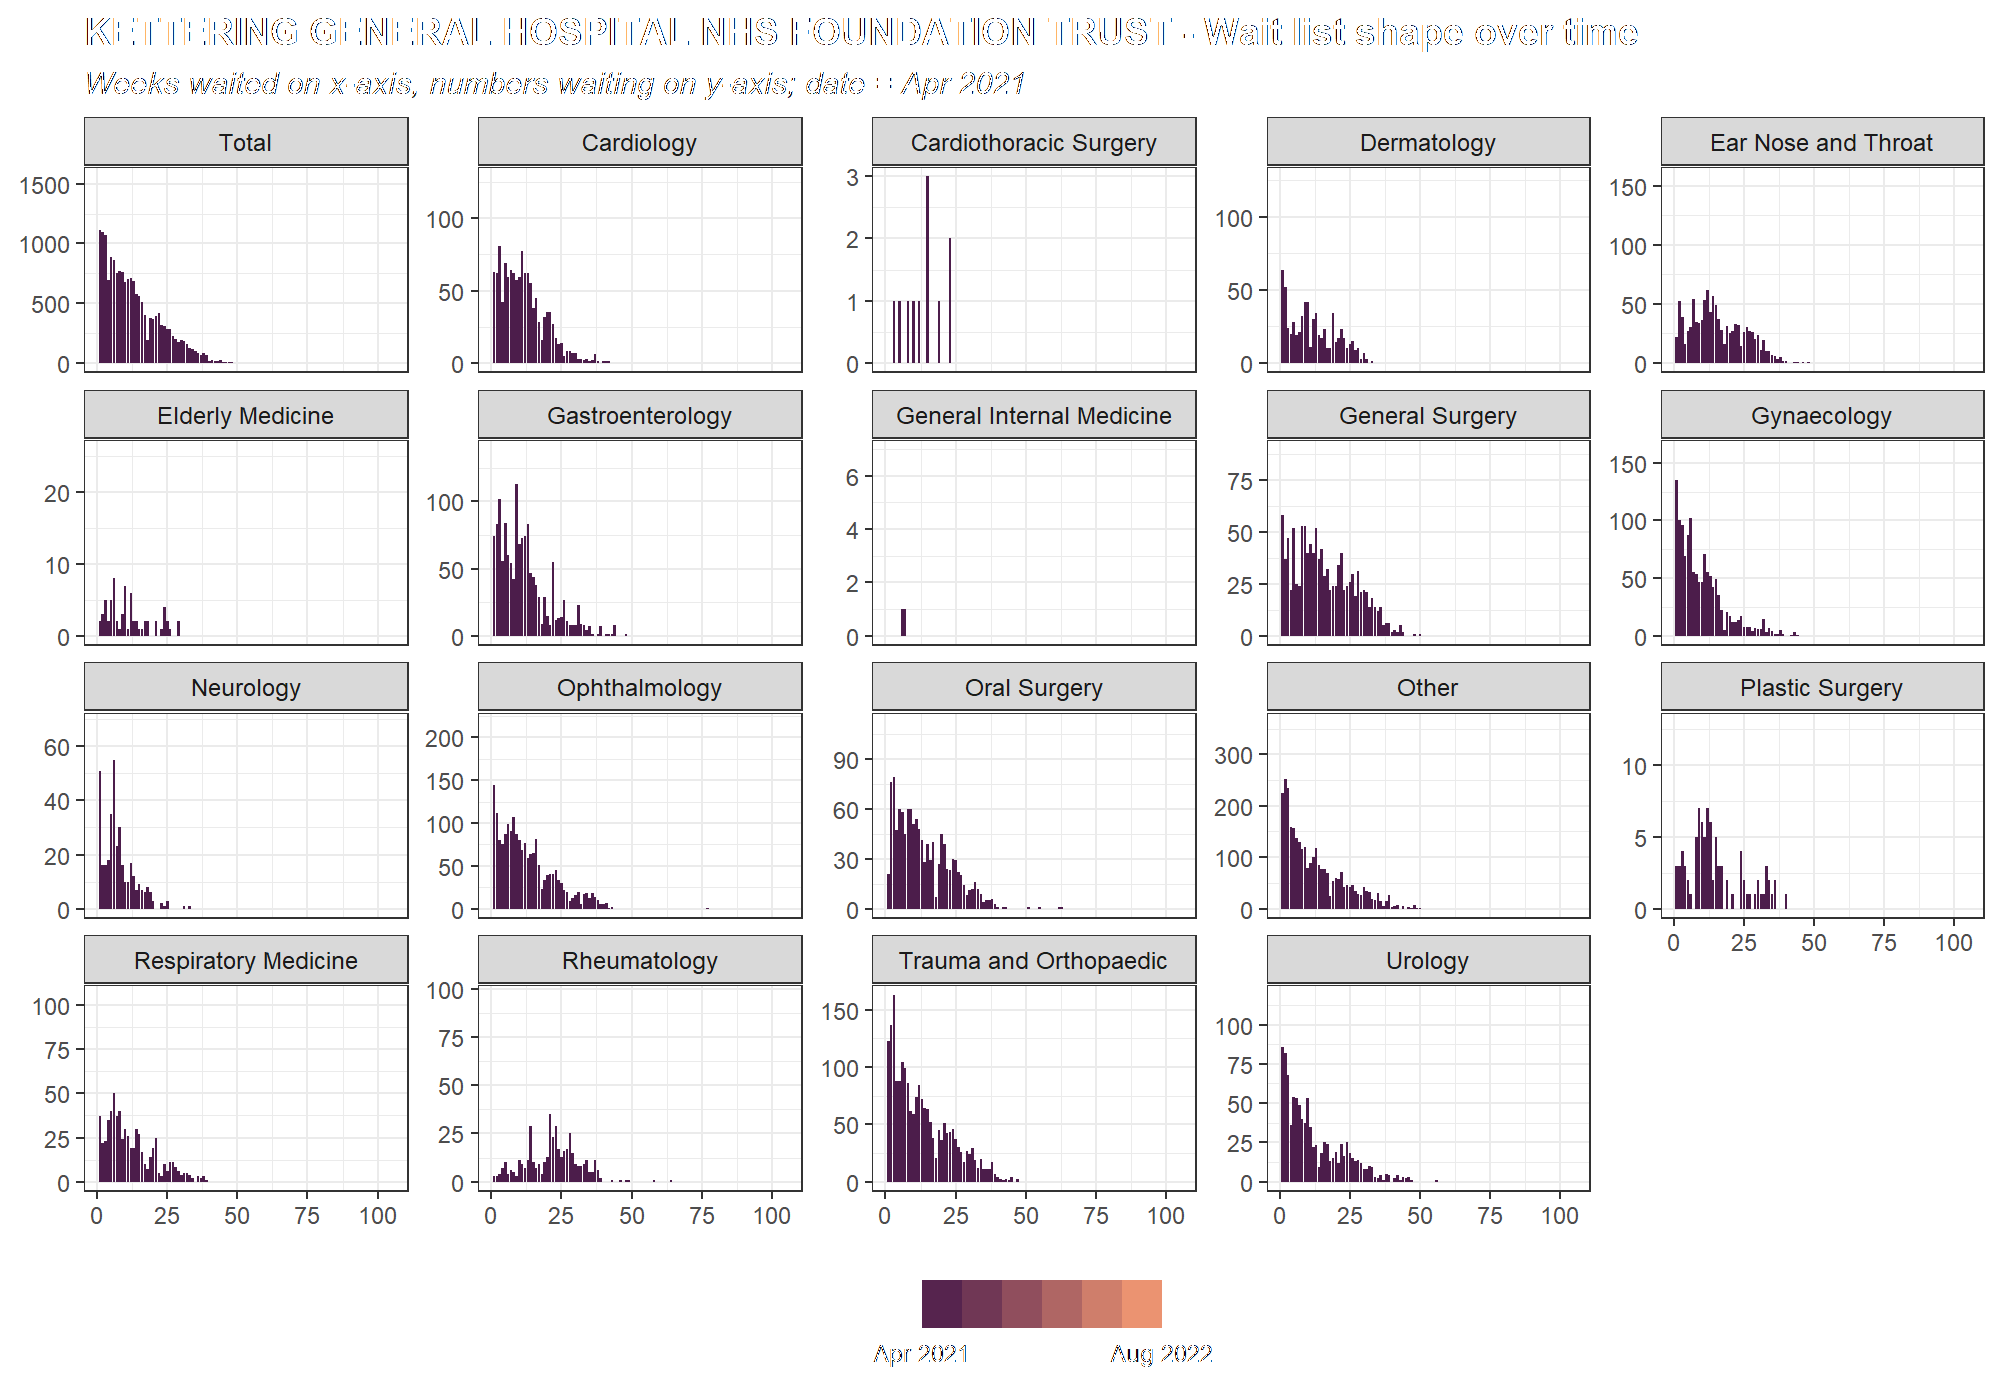 KETTERING GENERAL HOSPITAL NHS FOUNDATION TRUST - Wait list shape over time
Weeks waited on x-axis, numbers waiting on y-axis; date = Apr 2021
Total
Cardiology
Cardiothoracic Surgery
Dermatology
Ear Nose and Throat
1500
1000
500
0
100
50
0
3
2
1
0
100
50
0
150
100
50
0
Elderly Medicine
Gastroenterology
General Internal Medicine
General Surgery
Gynaecology
20
10
0
100
50
0
6
4
2
0
75
50
25
0
150
100
50
0
Neurology
Ophthalmology
Oral Surgery
Other
Plastic Surgery
60
40
20
0
200
150
100
50
0
90
60
30
0
300
200
100
0
10
5
0
0 25 50 75 100
Respiratory Medicine
Rheumatology
Trauma and Orthopaedic
Urology
100
75
50
25
0
100
75
50
25
0
150
100
50
0
100
75
50
25
0
0 25 50 75 100
0 25 50 75 100
0 25 50 75 100
0 25 50 75 100
Apr 2021
Aug 2022